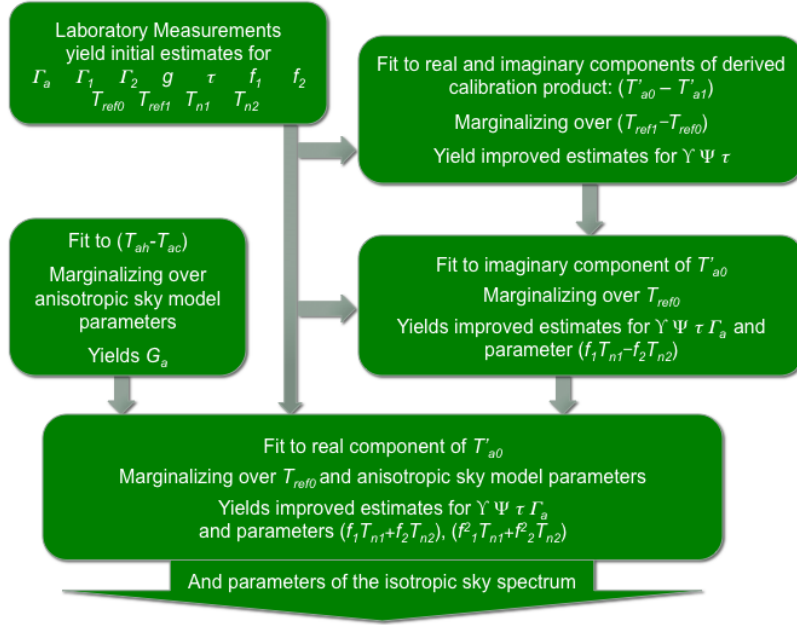 Laboratory Measurements
yield initial estimates for
Γa Γ1 Γ2 g τ f1 f2
Tref0 Tref1 Tn1 Tn2
Fit to real and imaginary components of derived
calibration product: (T'a0 – T'a1)
Marginalizing over (Tref1−Tref0)
Yield improved estimates for ϒ Ψ τ
Fit to (Tah-Tac)
Marginalizing over
anisotropic sky model
parameters
Yields Ga
Fit to imaginary component of T'a0
Marginalizing over Tref0
Yields improved estimates for ϒ Ψ τ Γa and
parameter (f1Tn1−f2Tn2)
Fit to real component of T'a0
Marginalizing over Tref0 and anisotropic sky model parameters
Yields improved estimates for ϒ Ψ τ Γa
and parameters (f1Tn1+f2Tn2), (f²1Tn1+f²2Tn2)
And parameters of the isotropic sky spectrum